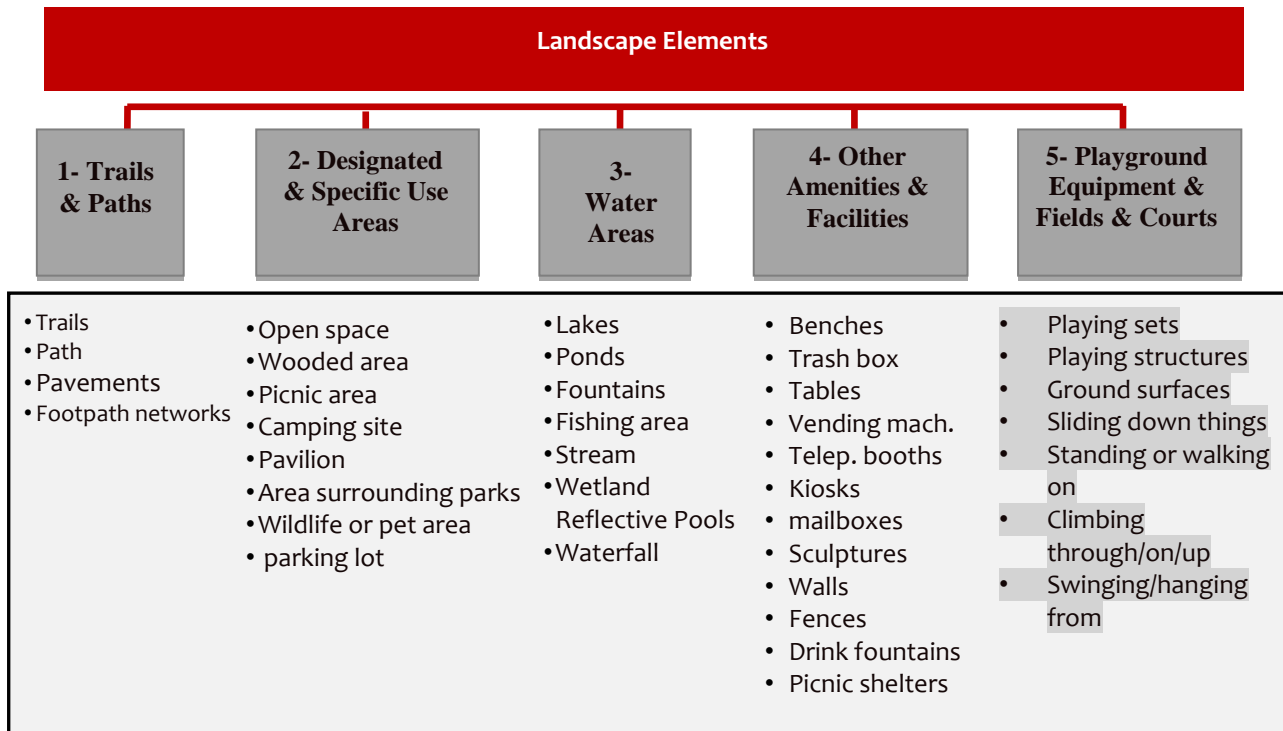 Landscape Elements
1- Trails
& Paths
2- Designated
& Specific Use
Areas
3-
Water
Areas
4- Other
Amenities &
Facilities
5- Playground
Equipment &
Fields & Courts
• Trails
• Path
• Pavements
• Footpath networks
• Open space
• Wooded area
• Picnic area
• Camping site
• Pavilion
• Area surrounding parks
• Wildlife or pet area
• parking lot
• Lakes
• Ponds
• Fountains
• Fishing area
• Stream
• Wetland
Reflective Pools
• Waterfall
• Benches
• Trash box
• Tables
• Vending mach.
• Telep. booths
• Kiosks
• mailboxes
• Sculptures
• Walls
• Fences
• Drink fountains
• Picnic shelters
• Playing sets
• Playing structures
• Ground surfaces
• Sliding down things
• Standing or walking
on
• Climbing
through/on/up
• Swinging/hanging
from